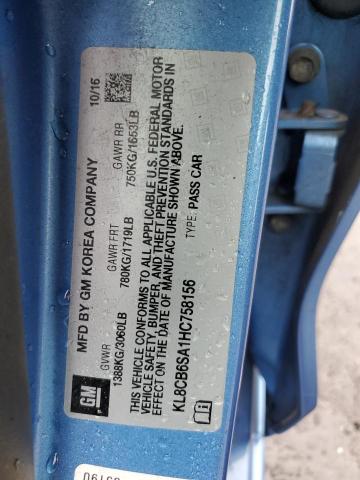 GM
MFD BY GM KOREA COMPANY
10/16
GVWR
GAWR FRT
GAWR RR
1388KG/3060LB
780KG/1719LB
750KG/1653LB
THIS VEHICLE CONFORMS TO ALL APPLICABLE U.S. FEDERAL MOTOR
VEHICLE SAFETY, BUMPER, AND THEFT PREVENTION STANDARDS IN
EFFECT ON THE DATE OF MANUFACTURE SHOWN ABOVE.
KL8CB6SA1HC758156
TYPE: PASS CAR